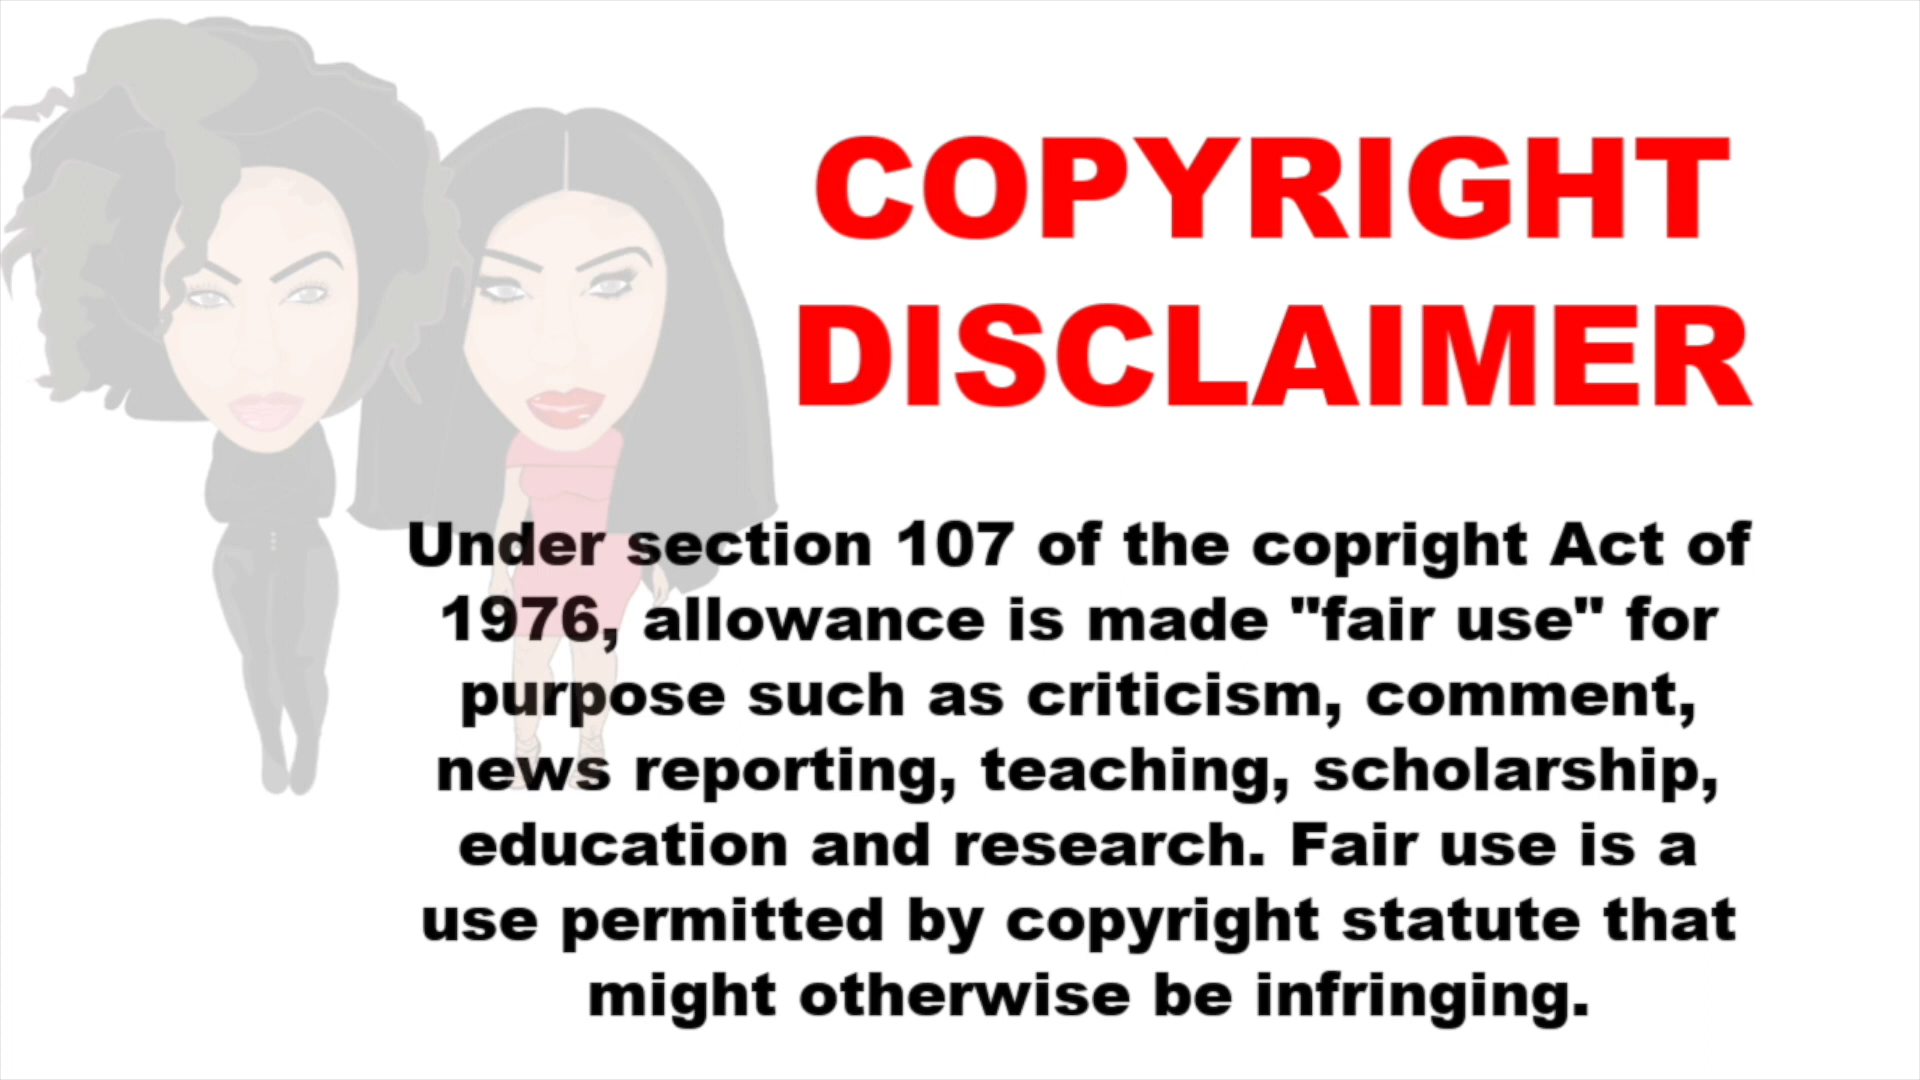 COPYRIGHT
DISCLAIMER
Under section 107 of the copright Act of
1976, allowance is made "fair use" for
purpose such as criticism, comment,
news reporting, teaching, scholarship,
education and research. Fair use is a
use permitted by copyright statute that
might otherwise be infringing.